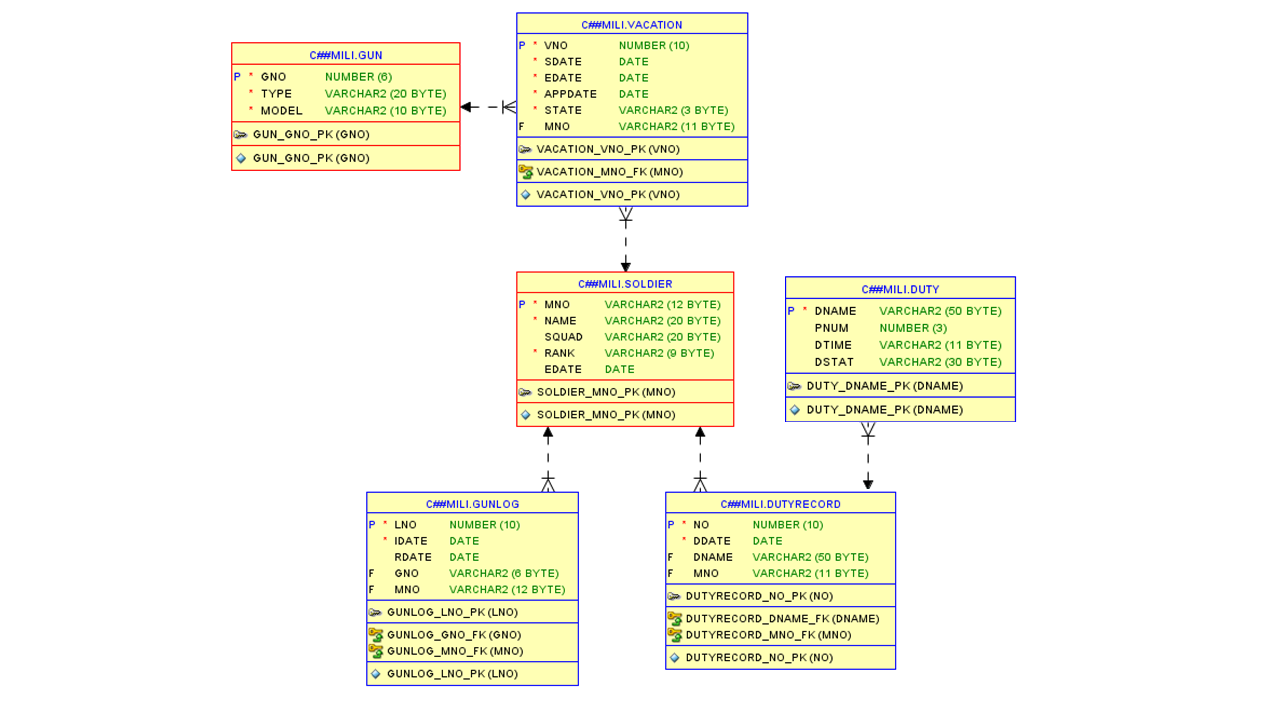 C##MILI.GUN
P * GNO NUMBER (6)
* TYPE VARCHAR2 (20 BYTE)
* MODEL VARCHAR2 (10 BYTE)
GUN_GNO_PK (GNO)
GUN_GNO_PK (GNO)
C##MILI.VACATION
P * VNO NUMBER (10)
* SDATE DATE
* EDATE DATE
* APPDATE DATE
* STATE VARCHAR2 (3 BYTE)
F MNO VARCHAR2 (11 BYTE)
VACATION_VNO_PK (VNO)
VACATION_MNO_FK (MNO)
VACATION_VNO_PK (VNO)
C##MILI.SOLDIER
P * MNO VARCHAR2 (12 BYTE)
* NAME VARCHAR2 (20 BYTE)
SQUAD VARCHAR2 (20 BYTE)
* RANK VARCHAR2 (9 BYTE)
EDATE DATE
SOLDIER_MNO_PK (MNO)
SOLDIER_MNO_PK (MNO)
C##MILI.DUTY
P * DNAME VARCHAR2 (50 BYTE)
PNUM NUMBER (3)
DTIME VARCHAR2 (11 BYTE)
DSTAT VARCHAR2 (30 BYTE)
DUTY_DNAME_PK (DNAME)
DUTY_DNAME_PK (DNAME)
C##MILI.GUNLOG
P * LNO NUMBER (10)
* IDATE DATE
RDATE DATE
F GNO VARCHAR2 (6 BYTE)
F MNO VARCHAR2 (12 BYTE)
GUNLOG_LNO_PK (LNO)
GUNLOG_GNO_FK (GNO)
GUNLOG_MNO_FK (MNO)
GUNLOG_LNO_PK (LNO)
C##MILI.DUTYRECORD
P * NO NUMBER (10)
* DDATE DATE
F DNAME VARCHAR2 (50 BYTE)
F MNO VARCHAR2 (11 BYTE)
DUTYRECORD_NO_PK (NO)
DUTYRECORD_DNAME_FK (DNAME)
DUTYRECORD_MNO_FK (MNO)
DUTYRECORD_NO_PK (NO)